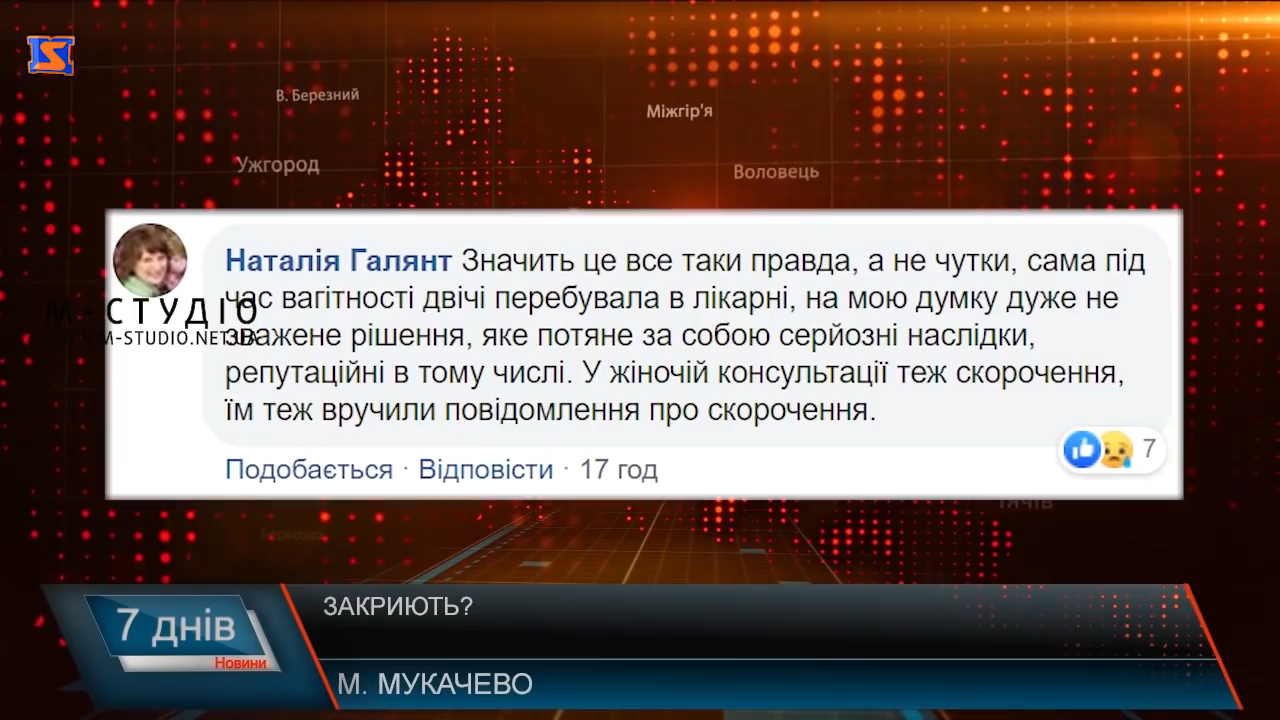 В. Березний
Міжгір'я
Ужгород
Воловець
Наталія Галянт Значить це все таки правда, а не чутки, сама під
час вагітності двічі перебувала в лікарні, на мою думку дуже не
зважене рішення, яке потяне за собою серйозні наслідки,
репутаційні в тому числі. У жіночій консультації теж скорочення,
їм теж вручили повідомлення про скорочення.
М-СТУДІО
M-STUDIO.NET.UA
7
Подобається · Відповісти · 17 год
Тячів
Берегово
ЗАКРИЮТЬ?
7 днів
Новини
М. МУКАЧЕВО